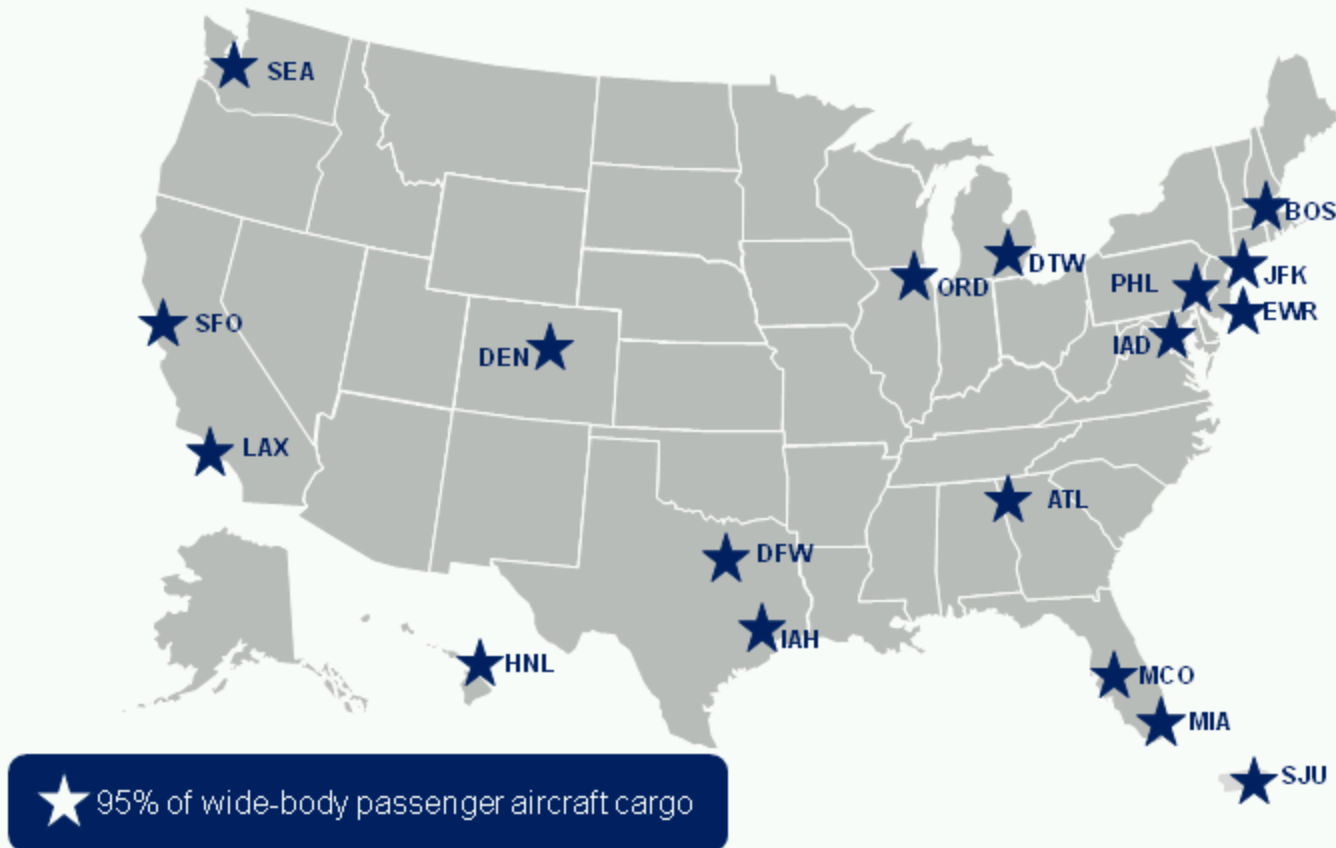 SEA
BOS
DTW
JFK
ORD
PHL
EWR
SFO
IAD
DEN
LAX
ATL
DFW
IAH
HNL
MCO
MIA
SJU
95% of wide-body passenger aircraft cargo